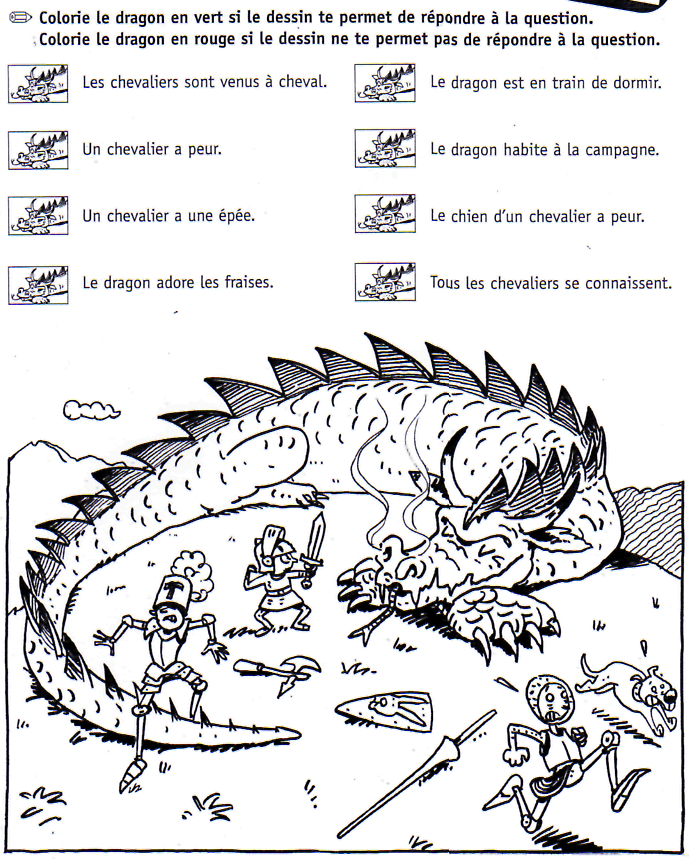 Colorie le dragon en vert si le dessin te permet de répondre à la question.
Colorie le dragon en rouge si le dessin ne te permet pas de répondre à la question.
Les chevaliers sont venus à cheval.
Le dragon est en train de dormir.
Un chevalier a peur.
Le dragon habite à la campagne.
Un chevalier a une épée.
Le chien d'un chevalier a peur.
Le dragon adore les fraises.
Tous les chevaliers se connaissent.